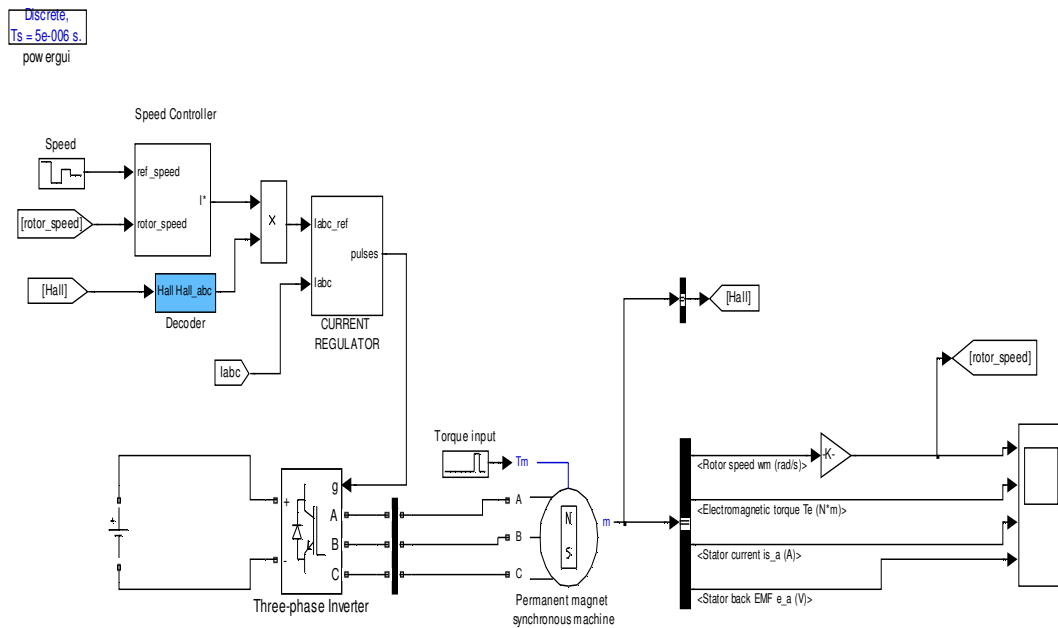 Discrete,
Ts = 5e-006 s.
powergui
Speed Controller
Speed
ref_speed
I*
[rotor_speed]
rotor_speed
X
Iabc_ref
pulses
[Hall]
Hall Hall_abc
Iabc
Decoder
CURRENT
REGULATOR
Iabc
[Hall]
[rotor_speed]
Torque input
Tm
-K-
<Rotor speed wm (rad/s)>
g
+
A
A
N
m
<Electromagnetic torque Te (N*m)>
+
B
B
S
<Stator current is_a (A)>
-
C
C
<Stator back EMF e_a (V)>
Three-phase Inverter
Permanent magnet
synchronous machine